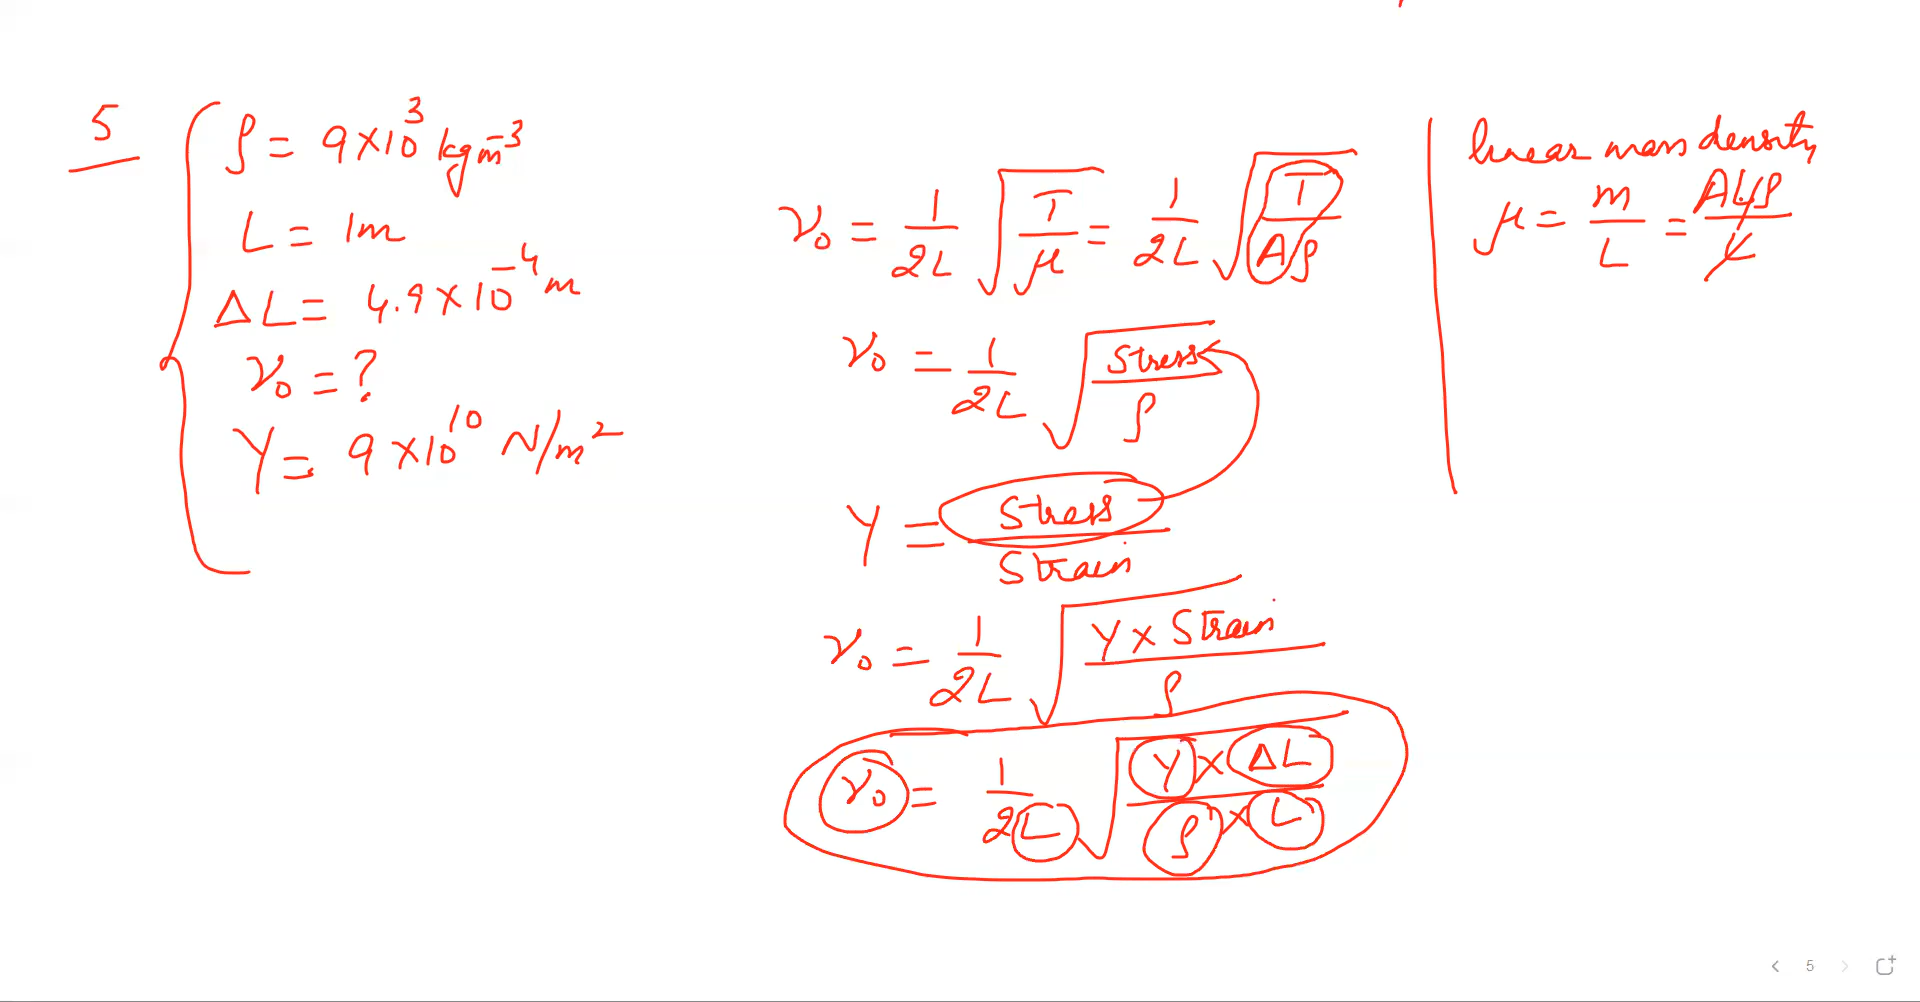 5
ρ = 9×10³ kg m⁻³
L = 1m
ΔL = 4.9×10⁻⁴ m
ν₀ = ?
Y = 9×10¹⁰ N/m²
ν₀ = 1/2L √(T/μ) = 1/2L √(T/Aρ)
ν₀ = 1/2L √(Stress/ρ)
Y = Stress/Strain
ν₀ = 1/2L √(Y × Strain/ρ)
ν₀ = 1/2L √(Y × ΔL/ρ × L)
linear mass density
μ = m/L = ALρ/L
5